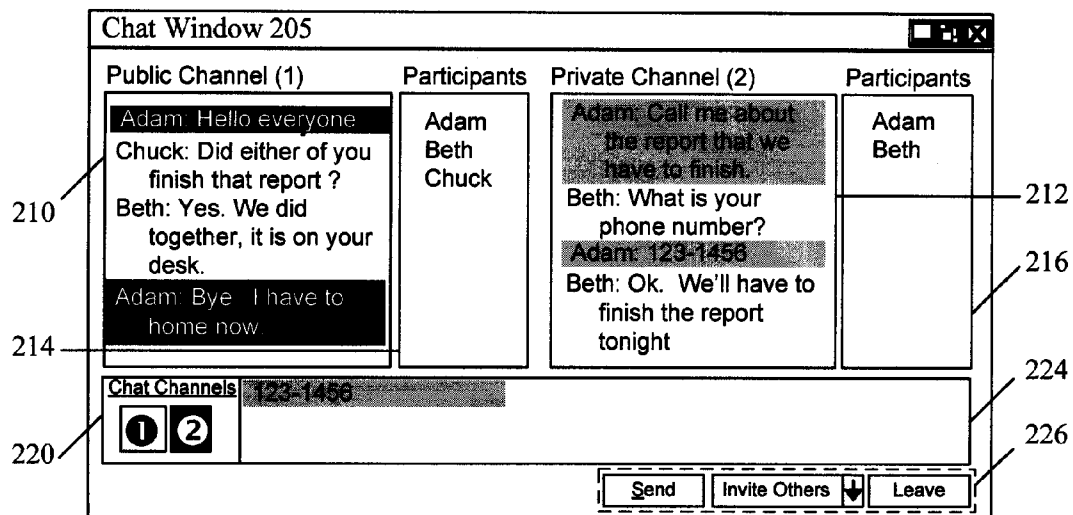 Chat Window 205
Public Channel (1)
Participants
Private Channel (2)
Participants
Adam: Hello everyone
Chuck: Did either of you
finish that report ?
Beth: Yes. We did
together, it is on your
desk.
Adam: Bye I have to
home now.
Adam
Beth
Chuck
Adam: Call me about
the report that we
have to finish.
Beth: What is your
phone number?
Adam: 123-1456
Beth: Ok. We'll have to
finish the report
tonight
Adam
Beth
210
212
214
216
Chat Channels
1 2
123-1456
220
224
226
Send
Invite Others
Leave